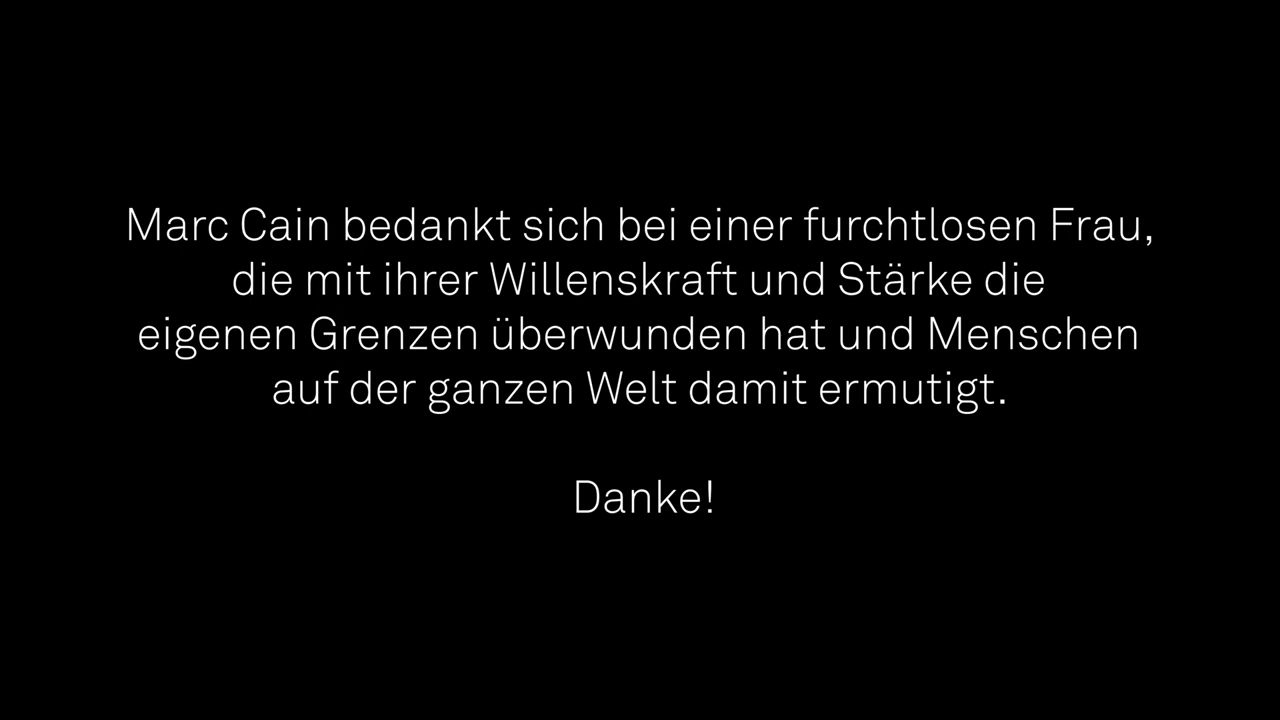 Marc Cain bedankt sich bei einer furchtlosen Frau,
die mit ihrer Willenskraft und Stärke die
eigenen Grenzen überwunden hat und Menschen
auf der ganzen Welt damit ermutigt.
Danke!